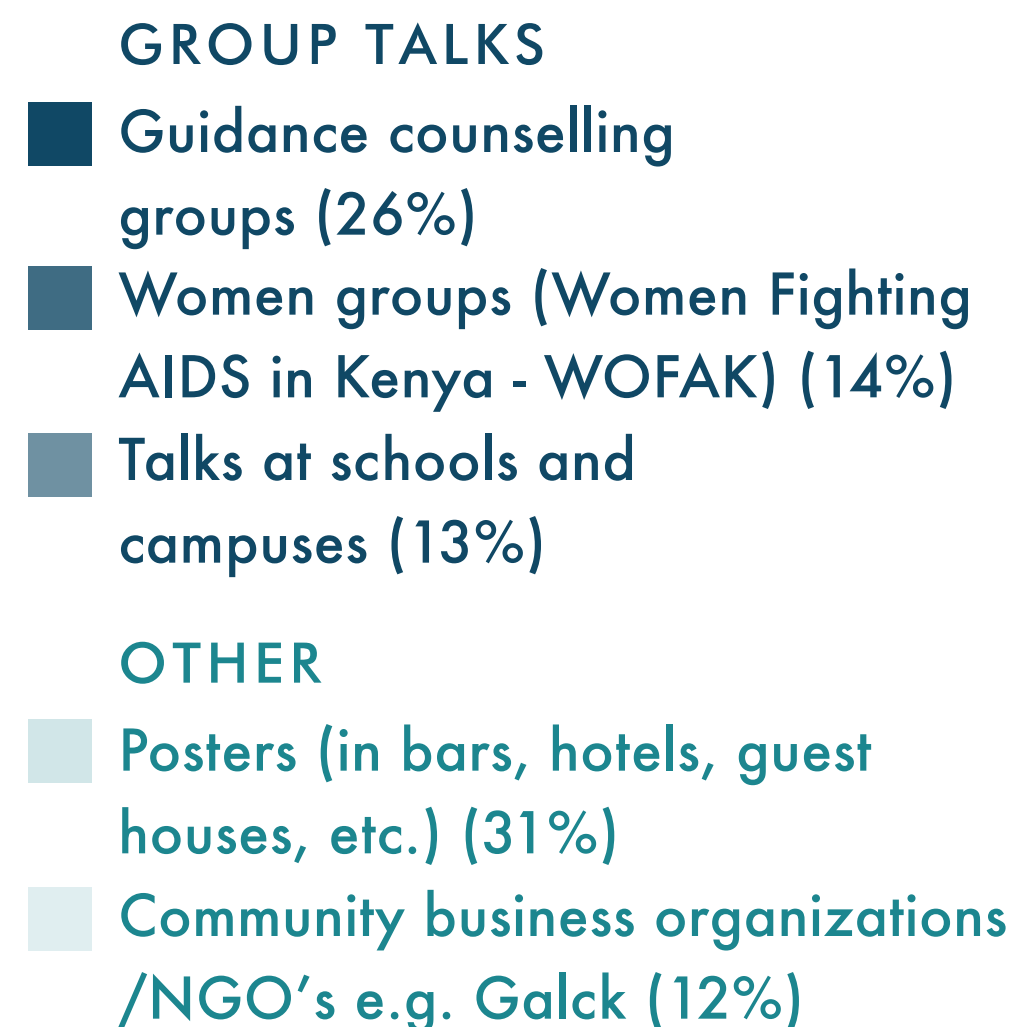 GROUP TALKS
Guidance counselling
groups (26%)
Women groups (Women Fighting
AIDS in Kenya - WOFAK) (14%)
Talks at schools and
campuses (13%)
OTHER
Posters (in bars, hotels, guest
houses, etc.) (31%)
Community business organizations
/NGO’s e.g. Galck (12%)